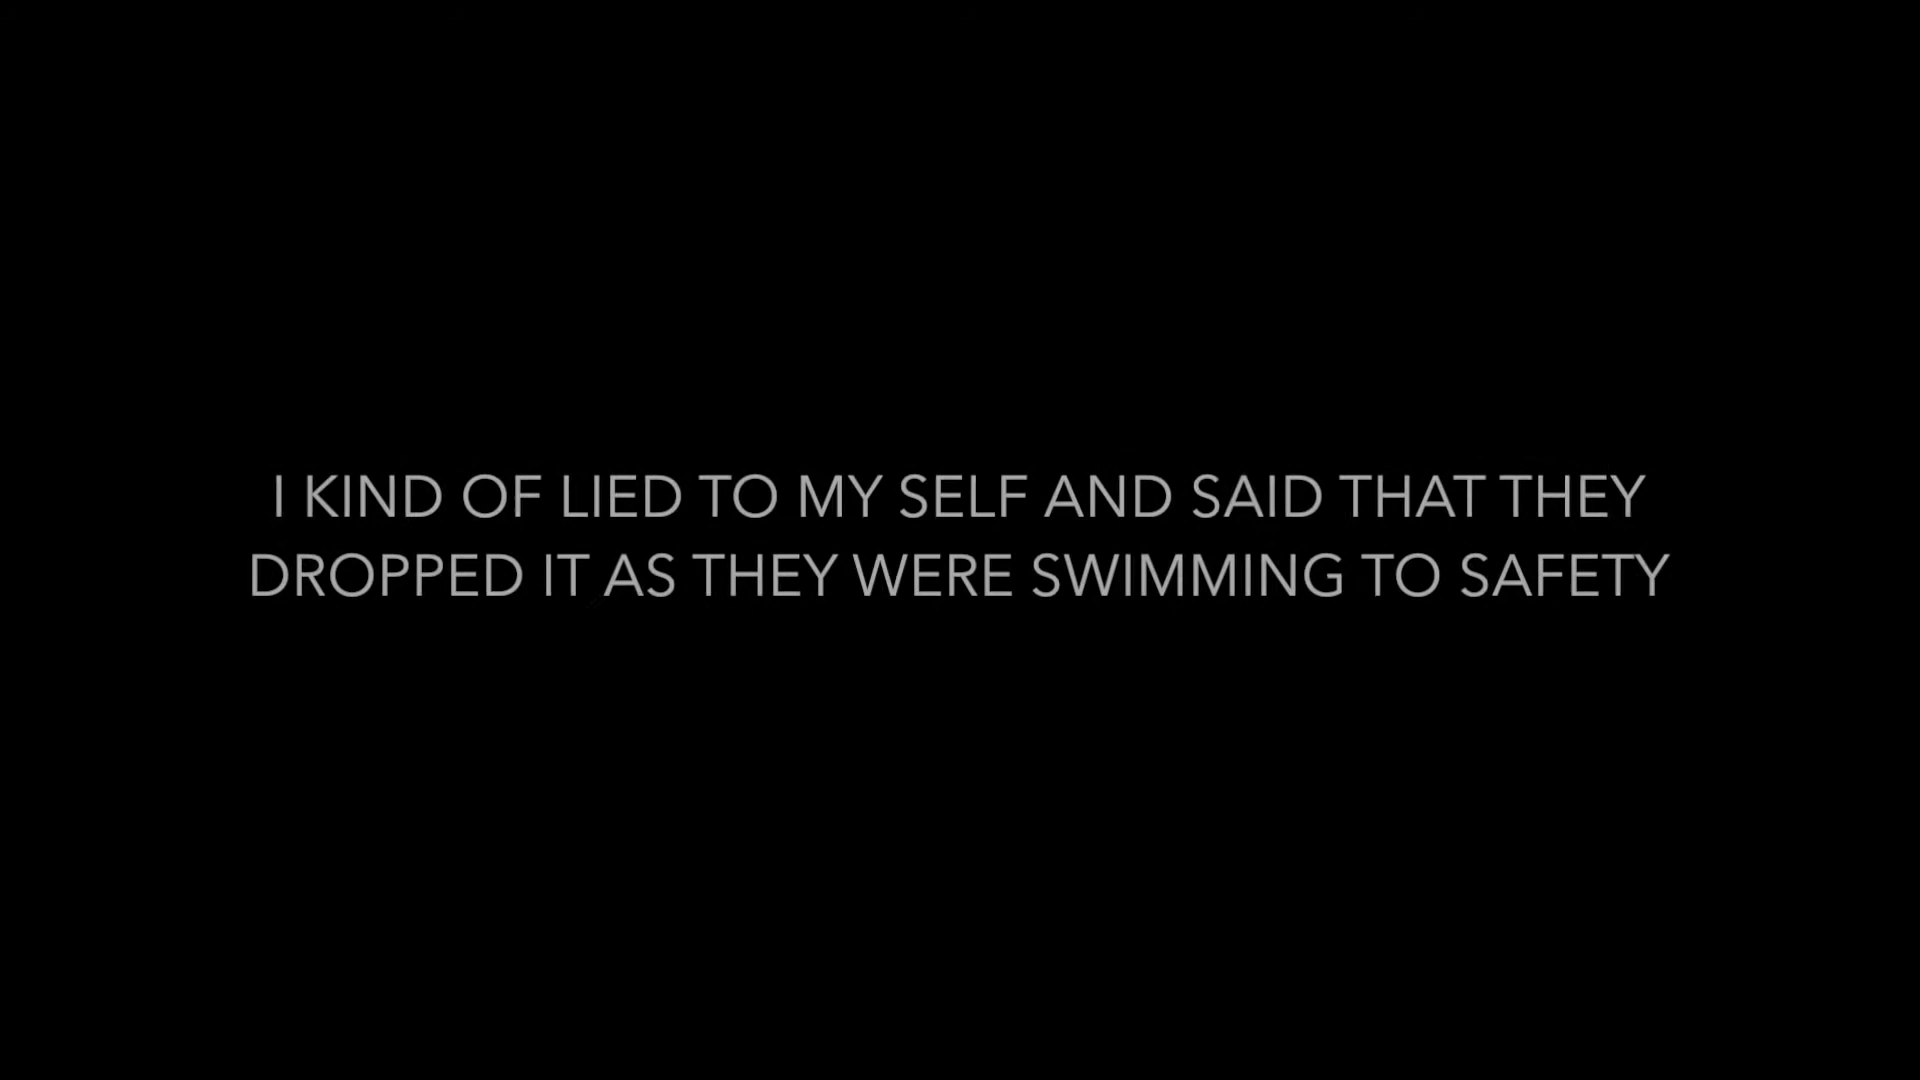 I KIND OF LIED TO MY SELF AND SAID THAT THEY
DROPPED IT AS THEY WERE SWIMMING TO SAFETY